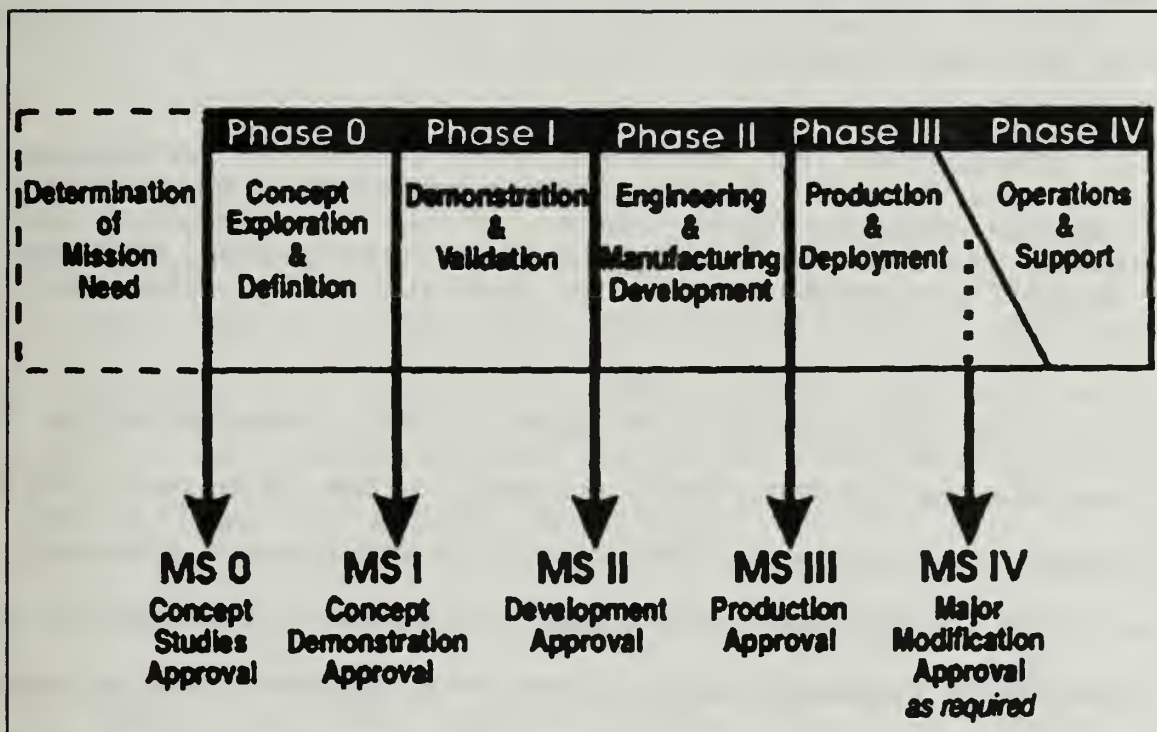 Phase 0 Phase I Phase II Phase III Phase IV
Determination
of
Mission
Need
Concept
Exploration
&
Definition
Demonstration
&
Validation
Engineering
&
Manufacturing
Development
Production
&
Deployment
Operations
&
Support
MS 0
Concept
Studies
Approval
MS I
Concept
Demonstration
Approval
MS II
Development
Approval
MS III
Production
Approval
MS IV
Major
Modification
Approval
as required